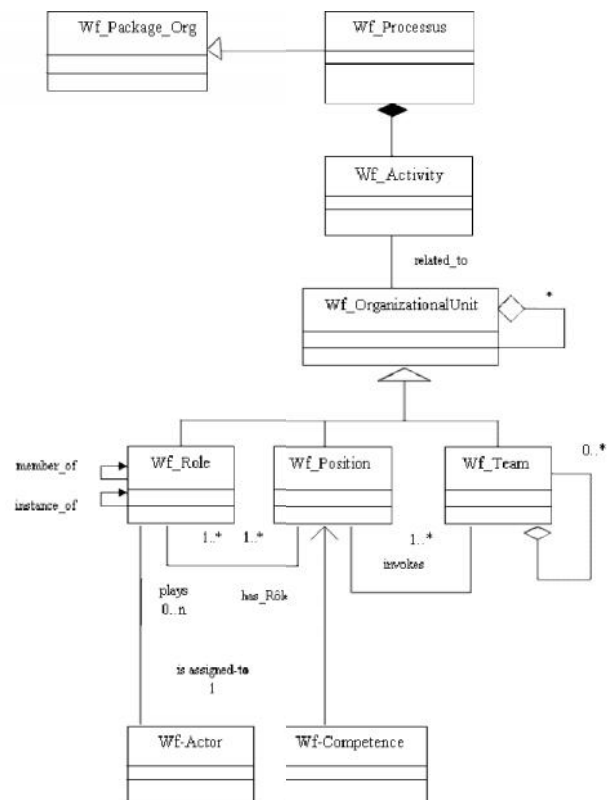 Wf_Package_Org
Wf_Processus
Wf_Activity
related_to
Wf_OrganizationalUnit
*
member_of
instance_of
Wf_Role
Wf_Position
Wf_Team
0..*
1..*
1..*
1..*
invokes
plays
0..n
has_Rôle
is assigned-to
1
Wf-Actor
Wf-Competence